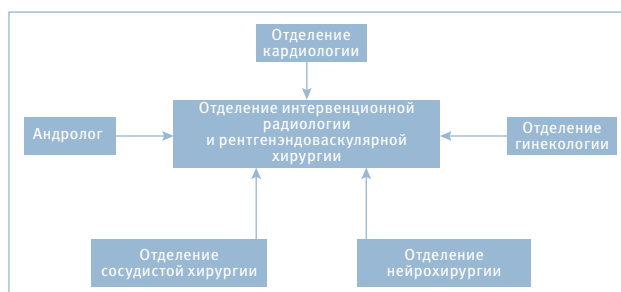 Отделение
кардиологии
Отделение интервенционной
радиологии
и рентгенэндоваскулярной
хирургии
Андролог
Отделение
гинекологии
Отделение
сосудистой хирургии
Отделение
нейрохирургии